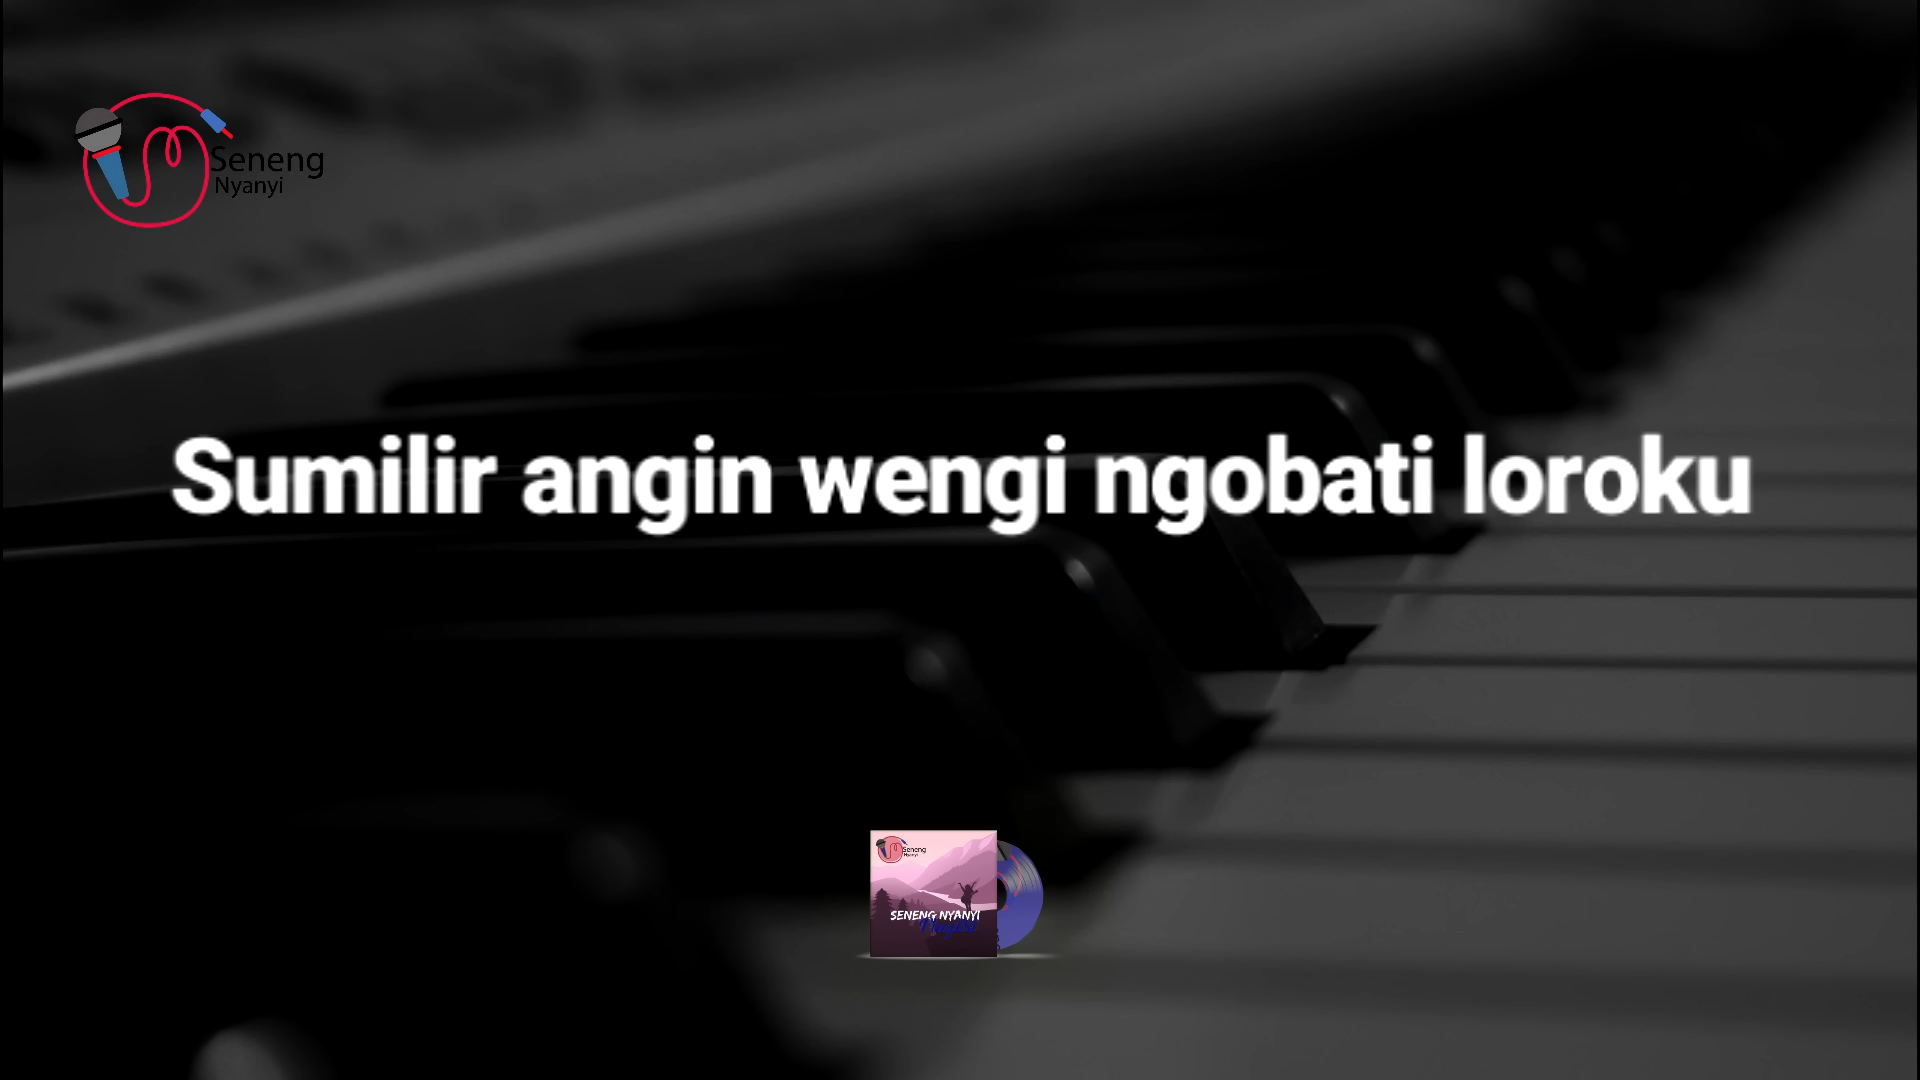 Seneng
Nyanyi
Sumilir angin wengi ngobati loroku
Seneng
Nyanyi
SENENG NYANYI